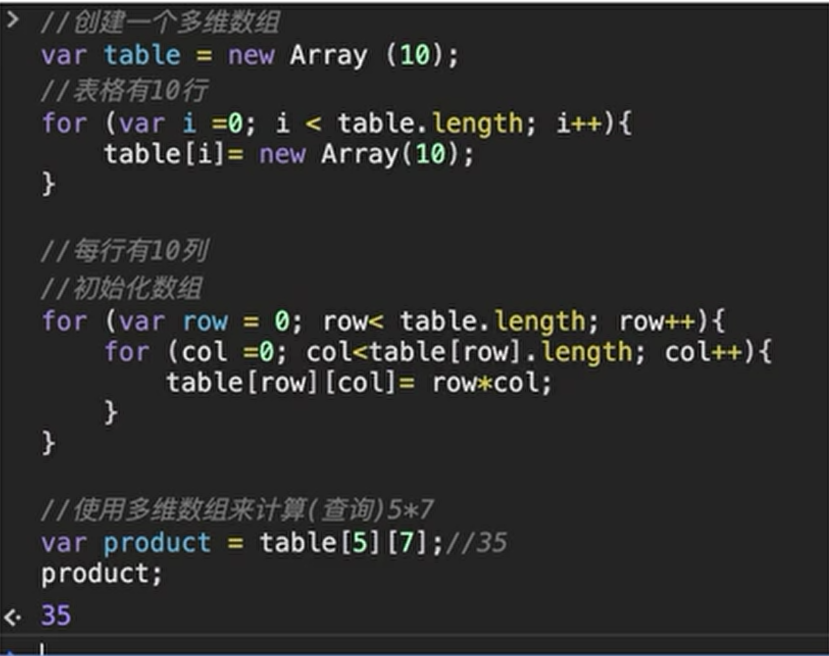 > //创建一个多维数组
var table = new Array (10);
//表格有10行
for (var i =0; i < table.length; i++){
    table[i]= new Array(10);
}

//每行有10列
//初始化数组
for (var row = 0; row< table.length; row++){
    for (col =0; col<table[row].length; col++){
        table[row][col]= row*col;
    }
}

//使用多维数组来计算(查询)5*7
var product = table[5][7];//35
product;
35